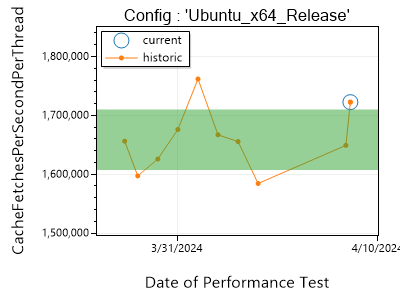 Config : 'Ubuntu_x64_Release'
CacheFetchesPerSecondPerThread
current
historic
1,800,000
1,700,000
1,600,000
1,500,000
3/31/2024
4/10/2024
Date of Performance Test